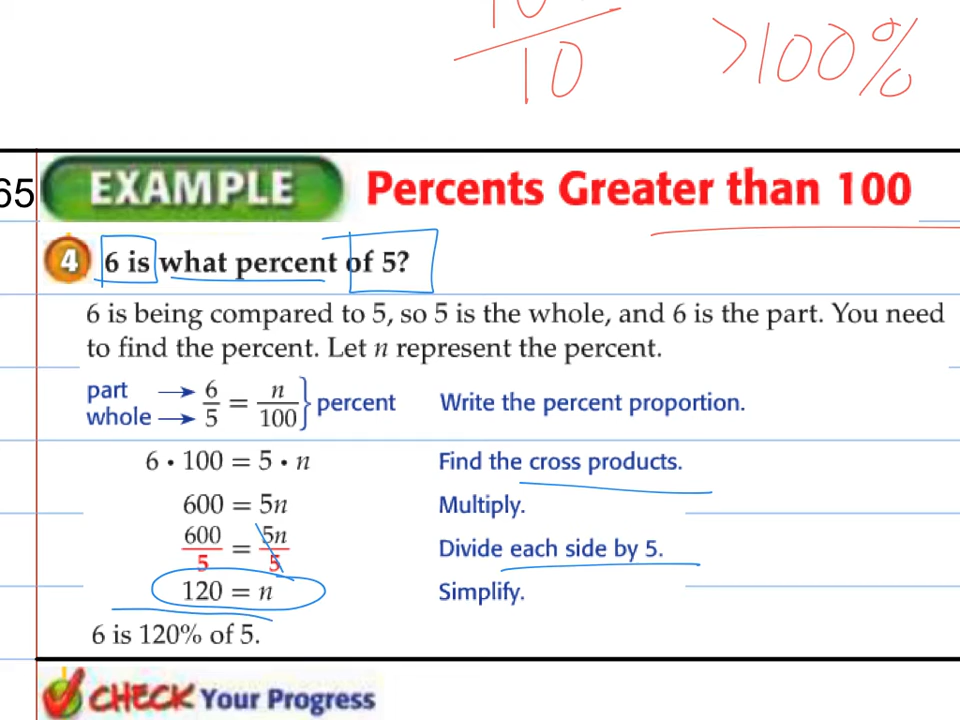 10
>100%
65
EXAMPLE Percents Greater than 100
4 6 is what percent of 5?
6 is being compared to 5, so 5 is the whole, and 6 is the part. You need
to find the percent. Let n represent the percent.
part → 6/5 = n/100 } percent Write the percent proportion.
whole →
6 • 100 = 5 • n Find the cross products.
600 = 5n Multiply.
600/5 = 5n/5 Divide each side by 5.
120 = n Simplify.
6 is 120% of 5.
CHECK Your Progress